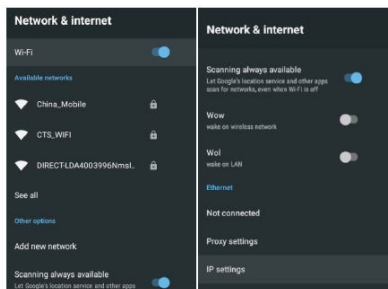 Network & internet
Wi-Fi
Available networks
China_Mobile
CTS_WIFI
DIRECT-LDA4003996Nmsl..
See all
Other options
Add new network
Scanning always available
Let Google's location service and other apps
Network & internet
Scanning always available
Let Google's location service and other apps
scan for networks, even when Wi-Fi is off
Wow
wake on wireless network
Wol
wake on LAN
Ethernet
Not connected
Proxy settings
IP settings